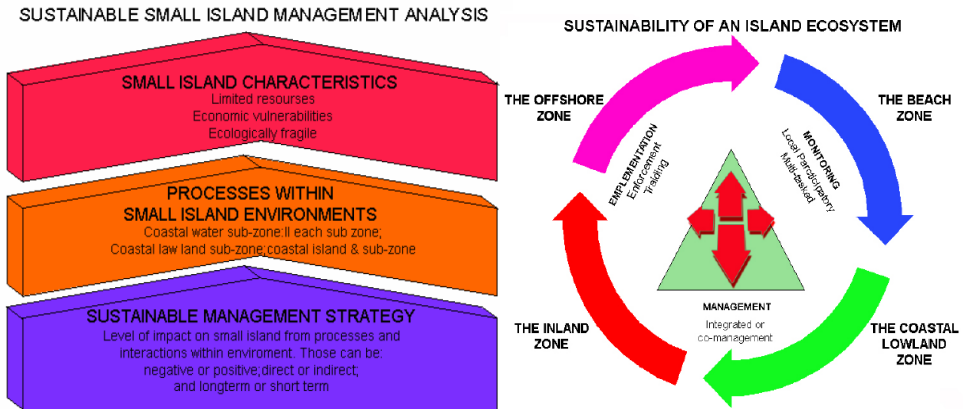 SUSTAINABLE SMALL ISLAND MANAGEMENT ANALYSIS
SMALL ISLAND CHARACTERISTICS
Limited resourses
Economic vulnerabilities
Ecologically fragile
PROCESSES WITHIN
SMALL ISLAND ENVIRONMENTS
Coastal water sub-zone:ll each sub zone;
Coastal law land sub-zone;coastal island & sub-zone
SUSTAINABLE MANAGEMENT STRATEGY
Level of impact on small island from processes and
interactions within enviroment. Those can be:
negative or positive;direct or indirect;
and longterm or short term
SUSTAINABILITY OF AN ISLAND ECOSYSTEM
THE OFFSHORE
ZONE
THE BEACH
ZONE
EMPLEMENTATION
Enforcement
Traiding
MONITORING
Local Parctioipatory
Multi-tasked
MANAGEMENT
Integrated or
co-management
THE INLAND
ZONE
THE COASTAL
LOWLAND
ZONE